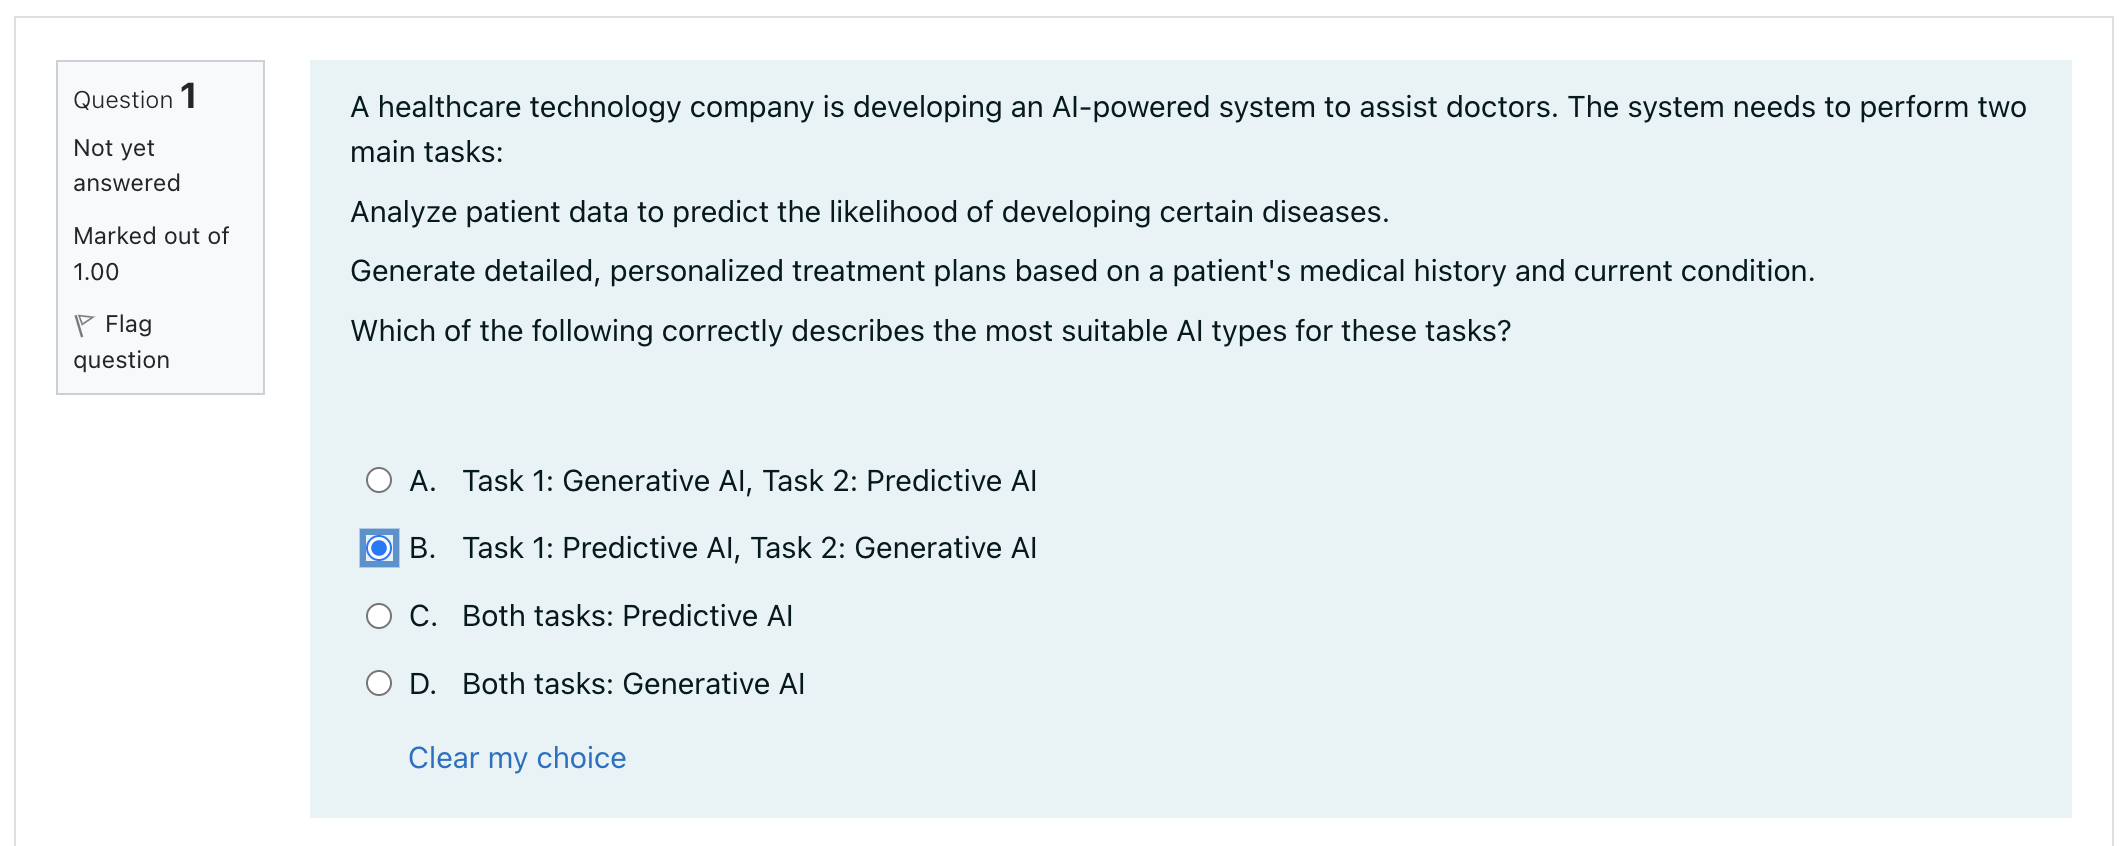 Question 1
Not yet
answered
Marked out of
1.00
Flag
question
A healthcare technology company is developing an AI-powered system to assist doctors. The system needs to perform two
main tasks:
Analyze patient data to predict the likelihood of developing certain diseases.
Generate detailed, personalized treatment plans based on a patient's medical history and current condition.
Which of the following correctly describes the most suitable AI types for these tasks?
A. Task 1: Generative AI, Task 2: Predictive AI
B. Task 1: Predictive AI, Task 2: Generative AI
C. Both tasks: Predictive AI
D. Both tasks: Generative AI
Clear my choice